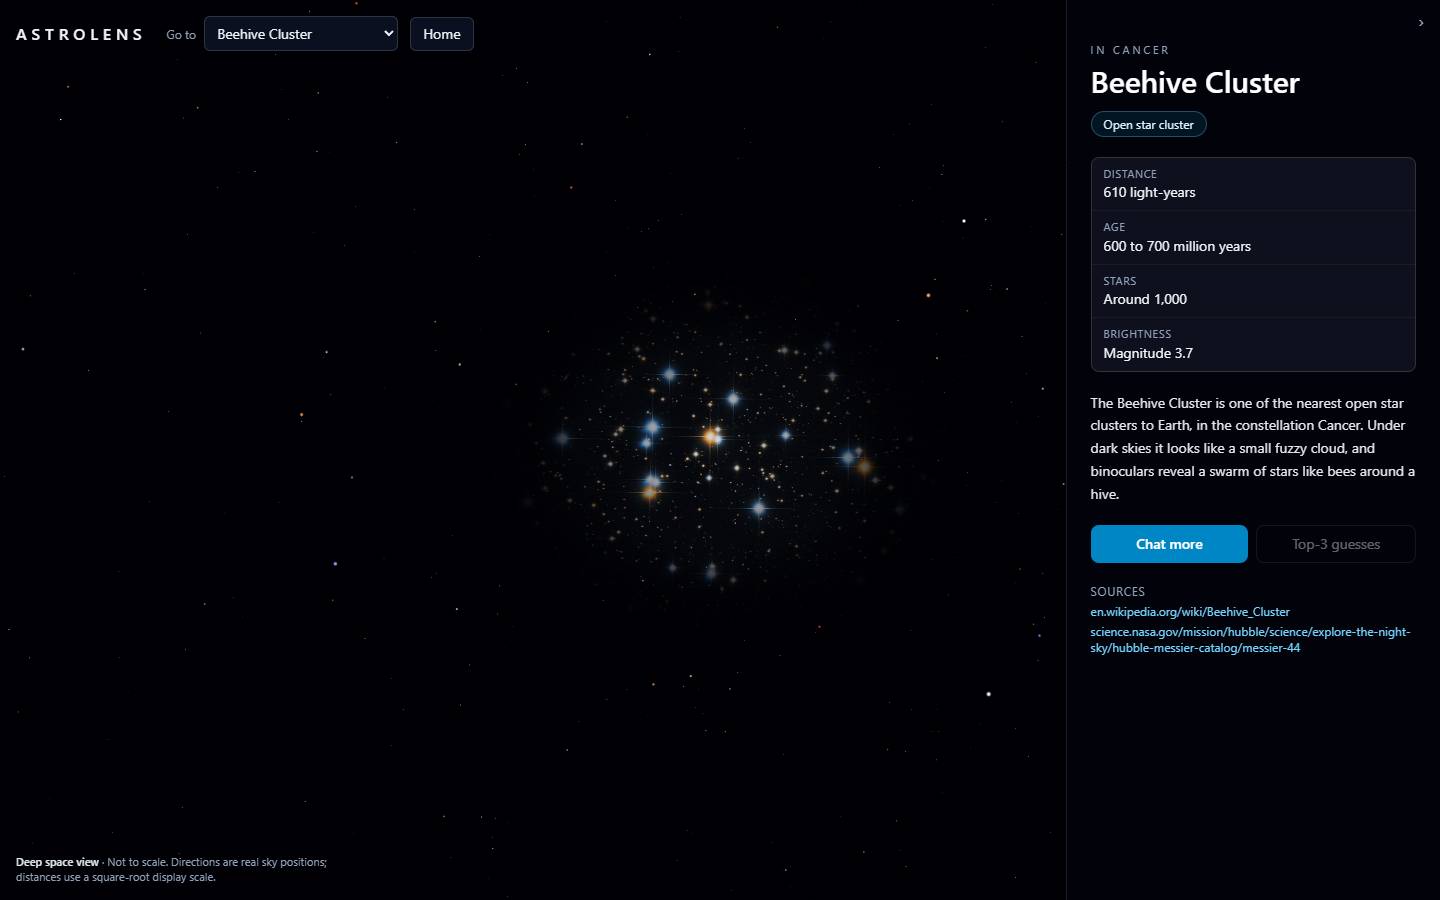 ASTROLENS
Go to
Beehive Cluster
Home
›
IN CANCER
Beehive Cluster
Open star cluster
DISTANCE
610 light-years
AGE
600 to 700 million years
STARS
Around 1,000
BRIGHTNESS
Magnitude 3.7
The Beehive Cluster is one of the nearest open star
clusters to Earth, in the constellation Cancer. Under
dark skies it looks like a small fuzzy cloud, and
binoculars reveal a swarm of stars like bees around a
hive.
Chat more
Top-3 guesses
SOURCES
en.wikipedia.org/wiki/Beehive_Cluster
science.nasa.gov/mission/hubble/science/explore-the-night-
sky/hubble-messier-catalog/messier-44
Deep space view · Not to scale. Directions are real sky positions;
distances use a square-root display scale.